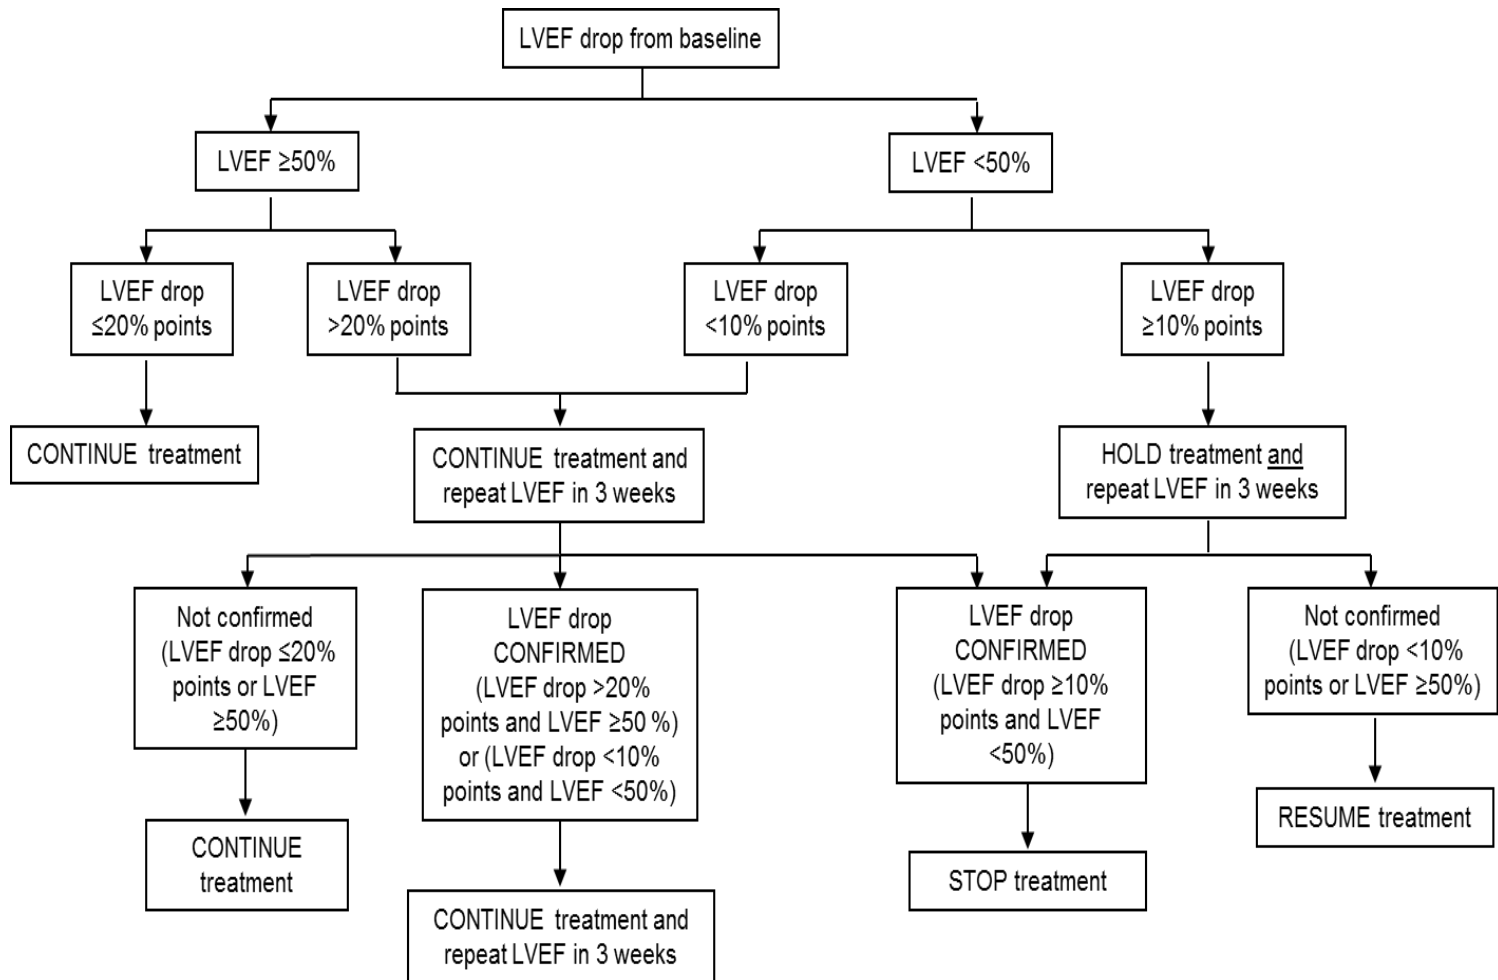 LVEF drop from baseline
LVEF ≥50%
LVEF <50%
LVEF drop
≤20% points
LVEF drop
>20% points
LVEF drop
<10% points
LVEF drop
≥10% points
CONTINUE treatment
CONTINUE treatment and
repeat LVEF in 3 weeks
HOLD treatment and
repeat LVEF in 3 weeks
Not confirmed
(LVEF drop ≤20%
points or LVEF
≥50%)
LVEF drop
CONFIRMED
(LVEF drop >20%
points and LVEF ≥50 %)
or (LVEF drop <10%
points and LVEF <50%)
LVEF drop
CONFIRMED
(LVEF drop ≥10%
points and LVEF
<50%)
Not confirmed
(LVEF drop <10%
points or LVEF ≥50%)
CONTINUE
treatment
CONTINUE treatment and
repeat LVEF in 3 weeks
STOP treatment
RESUME treatment